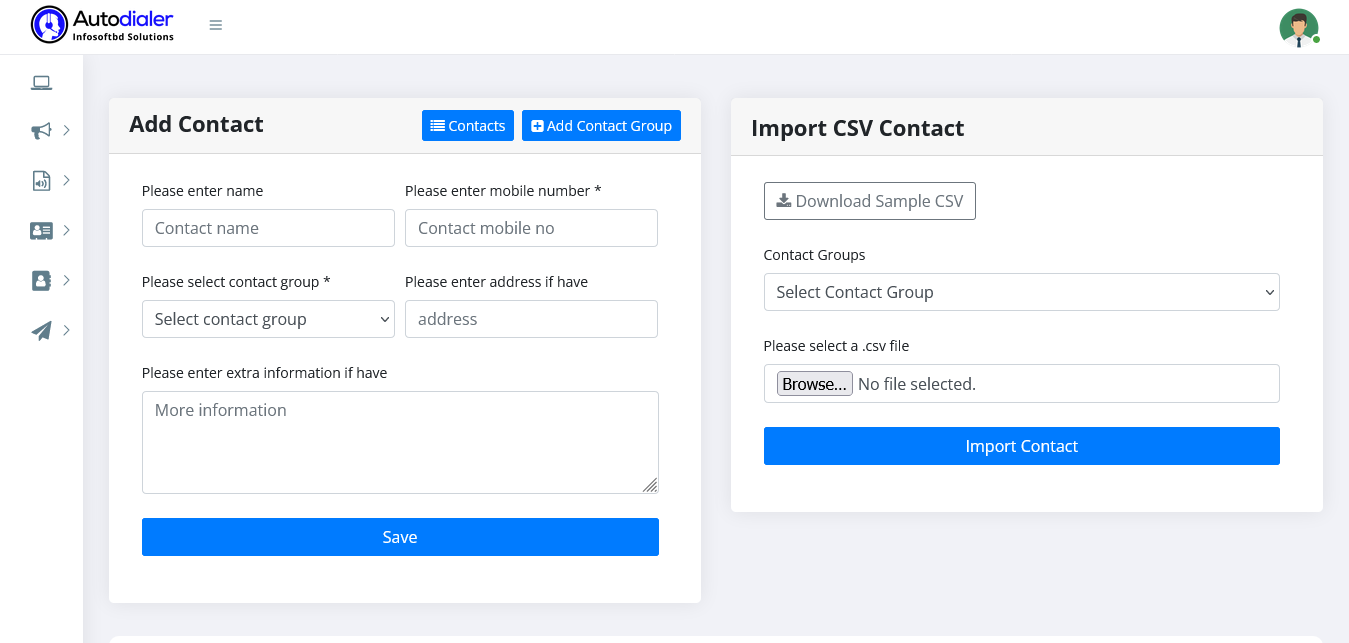 Autodialer
Infosoftbd Solutions
Add Contact
Contacts
Add Contact Group
Please enter name
Please enter mobile number *
Contact name
Contact mobile no
Please select contact group *
Please enter address if have
Select contact group
address
Please enter extra information if have
More information
Save
Import CSV Contact
Download Sample CSV
Contact Groups
Select Contact Group
Please select a .csv file
Browse... No file selected.
Import Contact